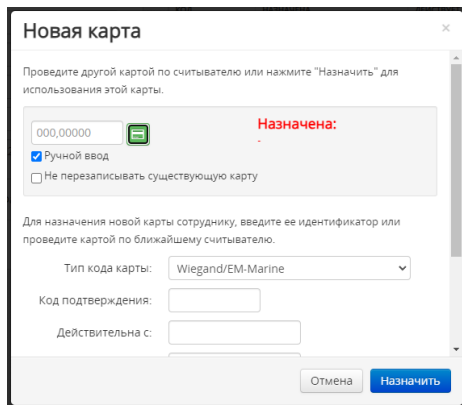 Новая карта
×
Проведите другой картой по считывателю или нажмите "Назначить" для
использования этой карты.
000,00000
Назначена:
-
Ручной ввод
Не перезаписывать существующую карту
Для назначения новой карты сотруднику, введите ее идентификатор или
проведите картой по ближайшему считывателю.
Тип кода карты: Wiegand/EM-Marine
Код подтверждения:
Действительна с:
Отмена Назначить